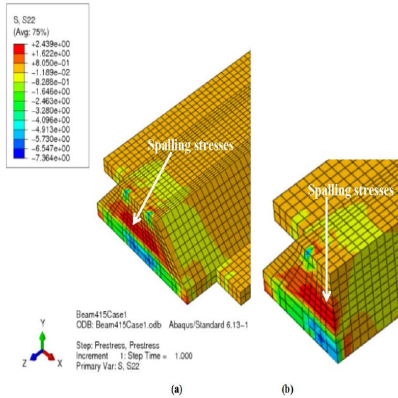 S, S22
(Avg: 75%)
+2.439e+00
+1.622e+00
+8.050e-01
-1.189e-02
-8.288e-01
-1.646e+00
-2.463e+00
-3.280e+00
-4.096e+00
-4.913e+00
-5.730e+00
-6.547e+00
-7.364e+00
Spalling stresses
Spalling stresses
Beam415Case1
ODB: Beam415Case1.odb Abaqus/Standard 6.13-1
Step: Prestress, Prestress
Increment 1: Step Time = 1.000
Primary Var: S, S22
Y
Z X
(a) (b)